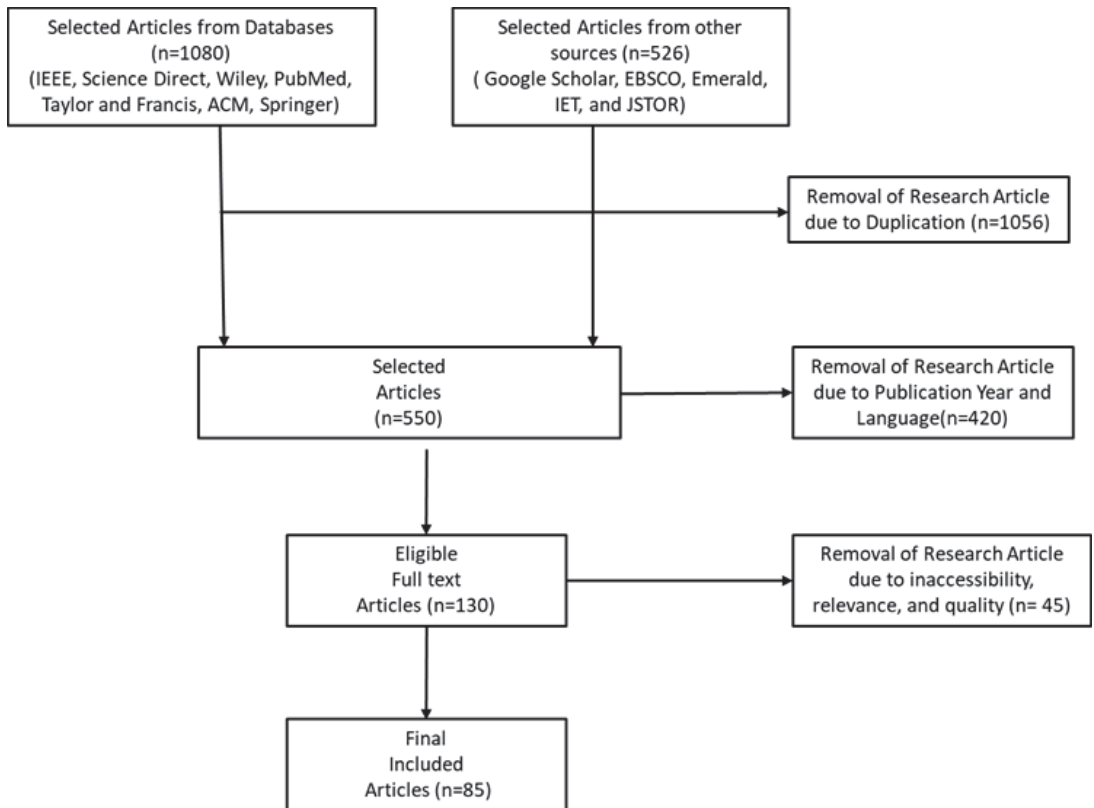 Selected Articles from Databases
(n=1080)
(IEEE, Science Direct, Wiley, PubMed,
Taylor and Francis, ACM, Springer)
Selected Articles from other
sources (n=526)
( Google Scholar, EBSCO, Emerald,
IET, and JSTOR)
Removal of Research Article
due to Duplication (n=1056)
Selected
Articles
(n=550)
Removal of Research Article
due to Publication Year and
Language(n=420)
Eligible
Full text
Articles (n=130)
Removal of Research Article
due to inaccessibility,
relevance, and quality (n= 45)
Final
Included
Articles (n=85)